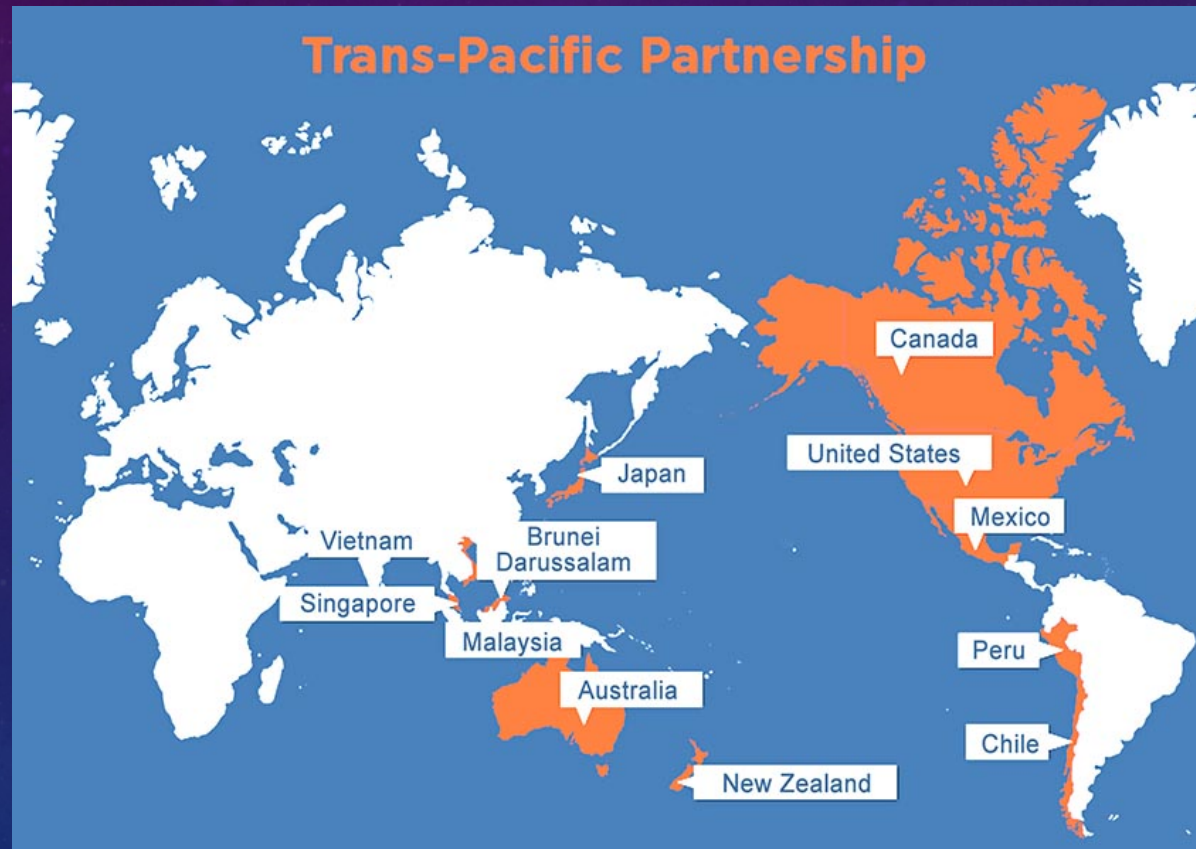 Trans-Pacific Partnership
Canada
United States
Japan
Mexico
Vietnam
Brunei
Darussalam
Singapore
Malaysia
Peru
Australia
Chile
New Zealand